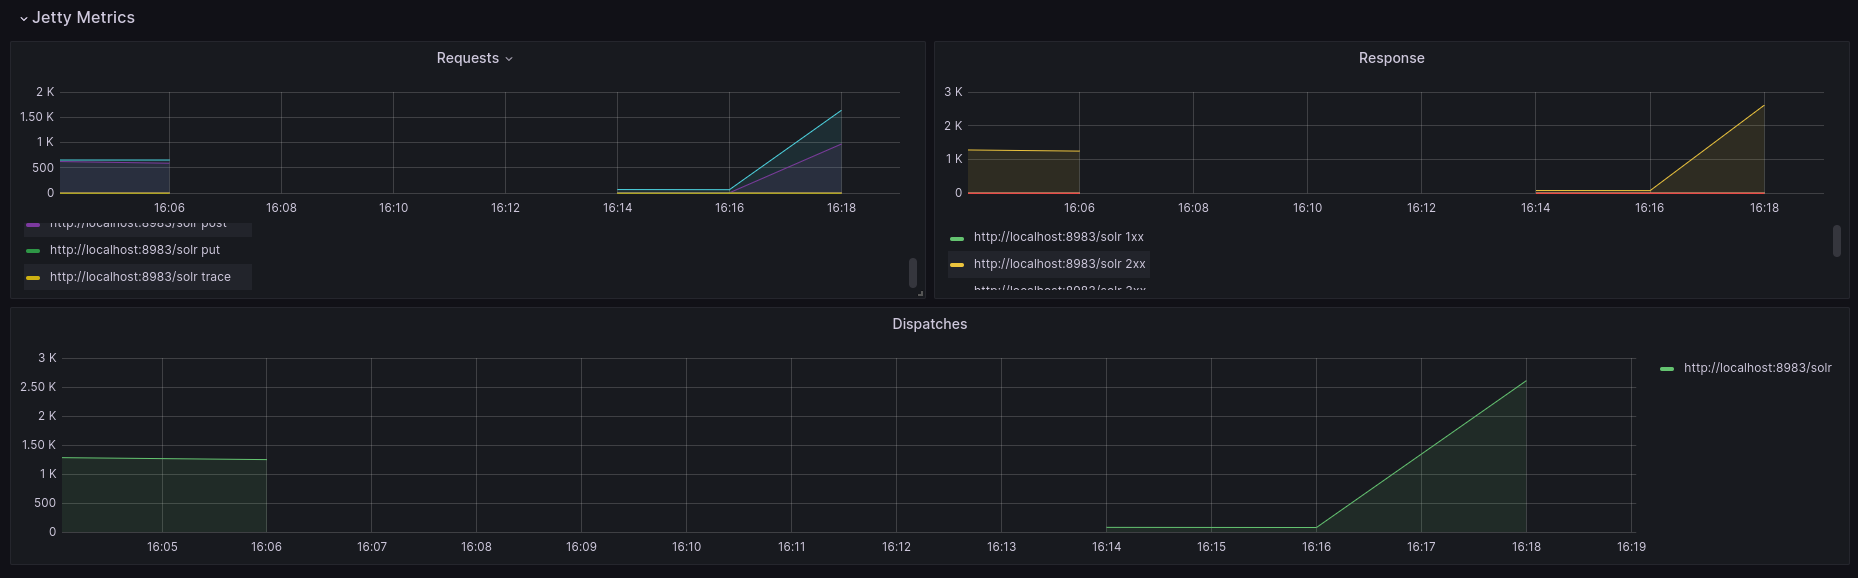 Jetty Metrics
Requests
2 K
1.50 K
1 K
500
0
16:06 16:08 16:10 16:12 16:14 16:16 16:18
http://localhost:8983/solr post
http://localhost:8983/solr put
http://localhost:8983/solr trace
Response
3 K
2 K
1 K
0
16:06 16:08 16:10 16:12 16:14 16:16 16:18
http://localhost:8983/solr 1xx
http://localhost:8983/solr 2xx
http://localhost:8983/solr 3xx
Dispatches
3 K
2.50 K
2 K
1.50 K
1 K
500
0
16:05 16:06 16:07 16:08 16:09 16:10 16:11 16:12 16:13 16:14 16:15 16:16 16:17 16:18 16:19
http://localhost:8983/solr